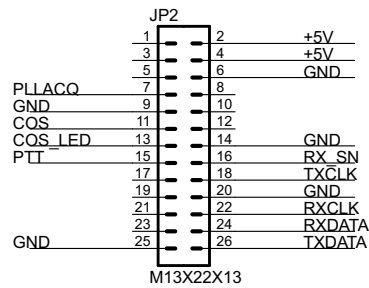 JP2
1 2 +5V
3 4 +5V
5 6 GND
PLLACQ 7 8
GND 9 10
COS 11 12
COS_LED 13 14 GND
PTT 15 16 RX_SN
17 18 TXCLK
19 20 GND
21 22 RXCLK
23 24 RXDATA
GND 25 26 TXDATA
M13X22X13